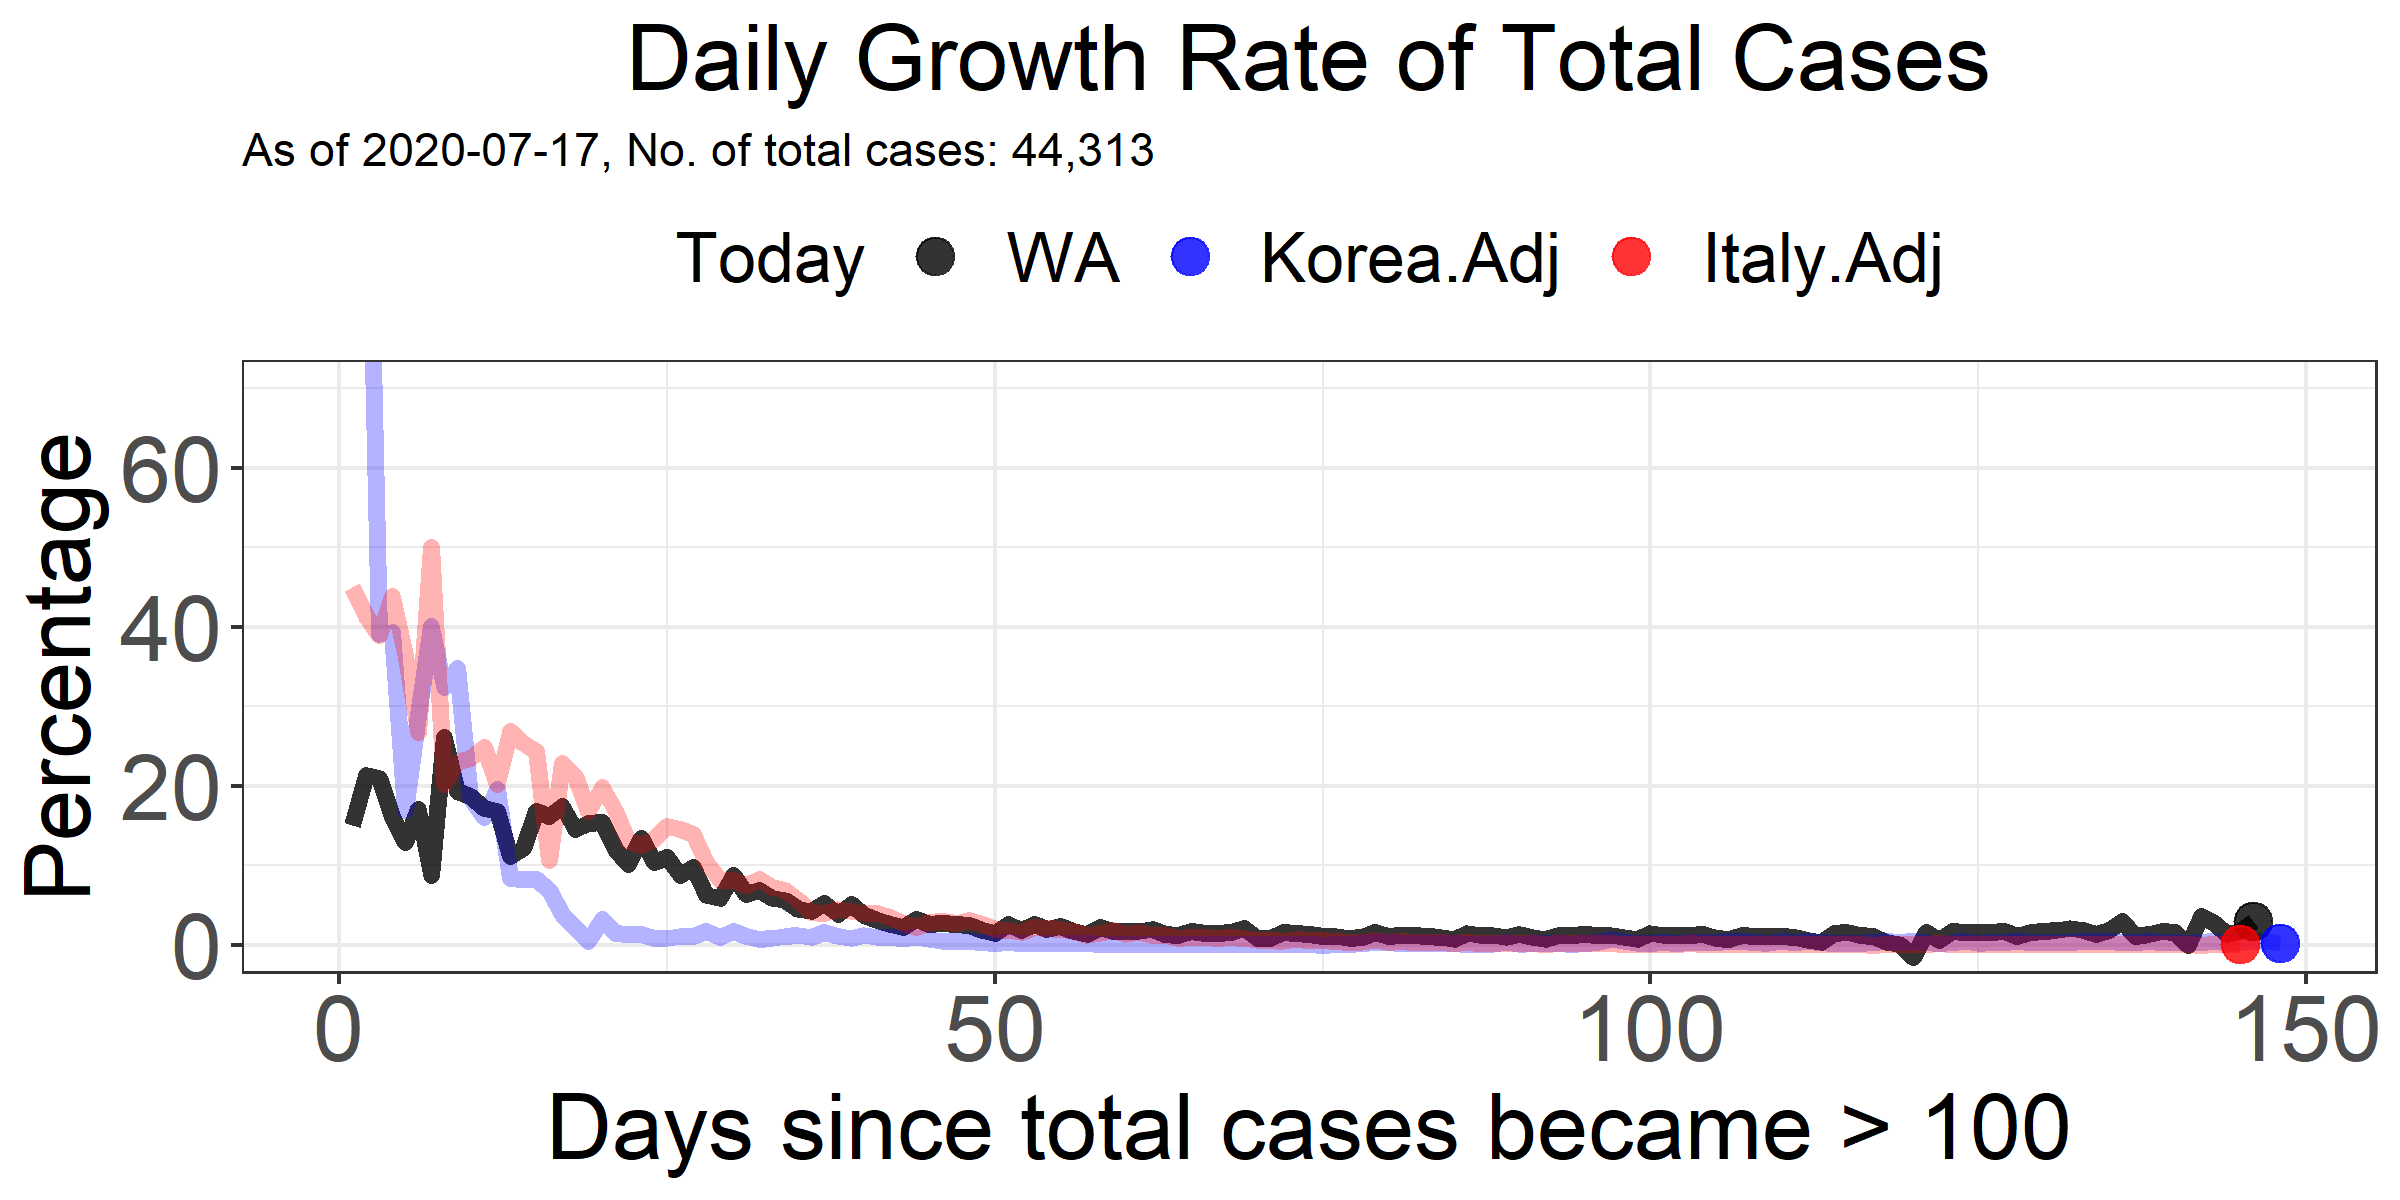 Daily Growth Rate of Total Cases
As of 2020-07-17, No. of total cases: 44,313
Today WA Korea.Adj Italy.Adj
Percentage
60
40
20
0
0 50 100 150
Days since total cases became > 100